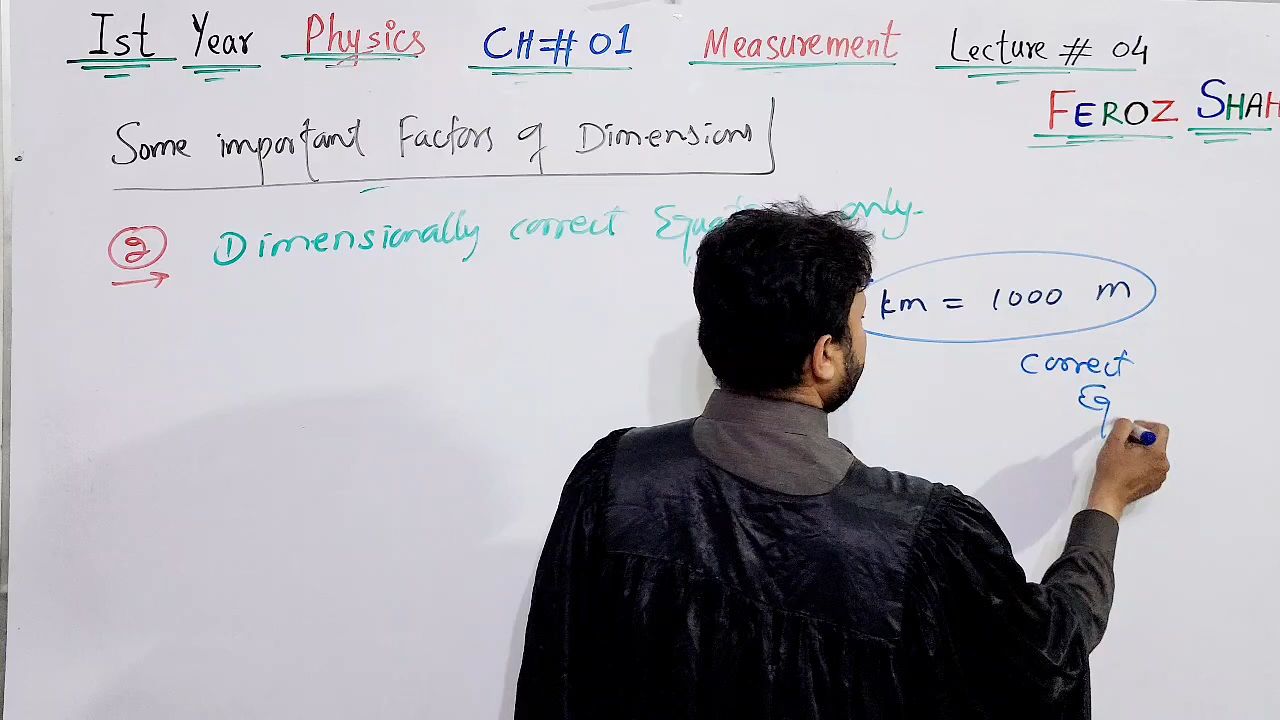 Ist Year Physics CH # 01 Measurement Lecture # 04
FEROZ SHAH
Some important Factors of Dimensions
2 Dimensionally correct only.
km = 1000 m
correct
Eq